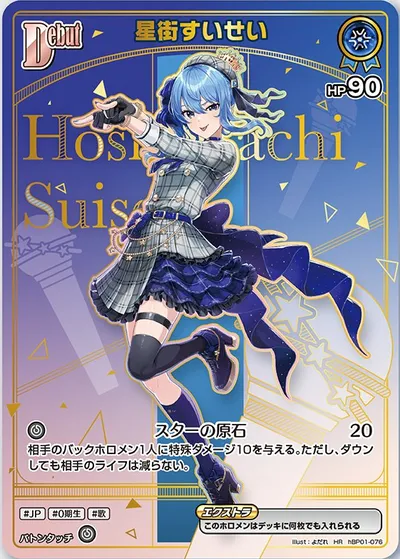 Debut
星街すいせい
HP90
Hoshimachi
Suisei
スターの原石 20
相手のバックホロメン1人に特殊ダメージ10を与える。ただし、ダウン
しても相手のライフは減らない。
#JP #0期生 #歌
エクストラ
このホロメンはデッキに何枚でも入れられる
バトンタッチ
illust:よだれ HR hBP01-076